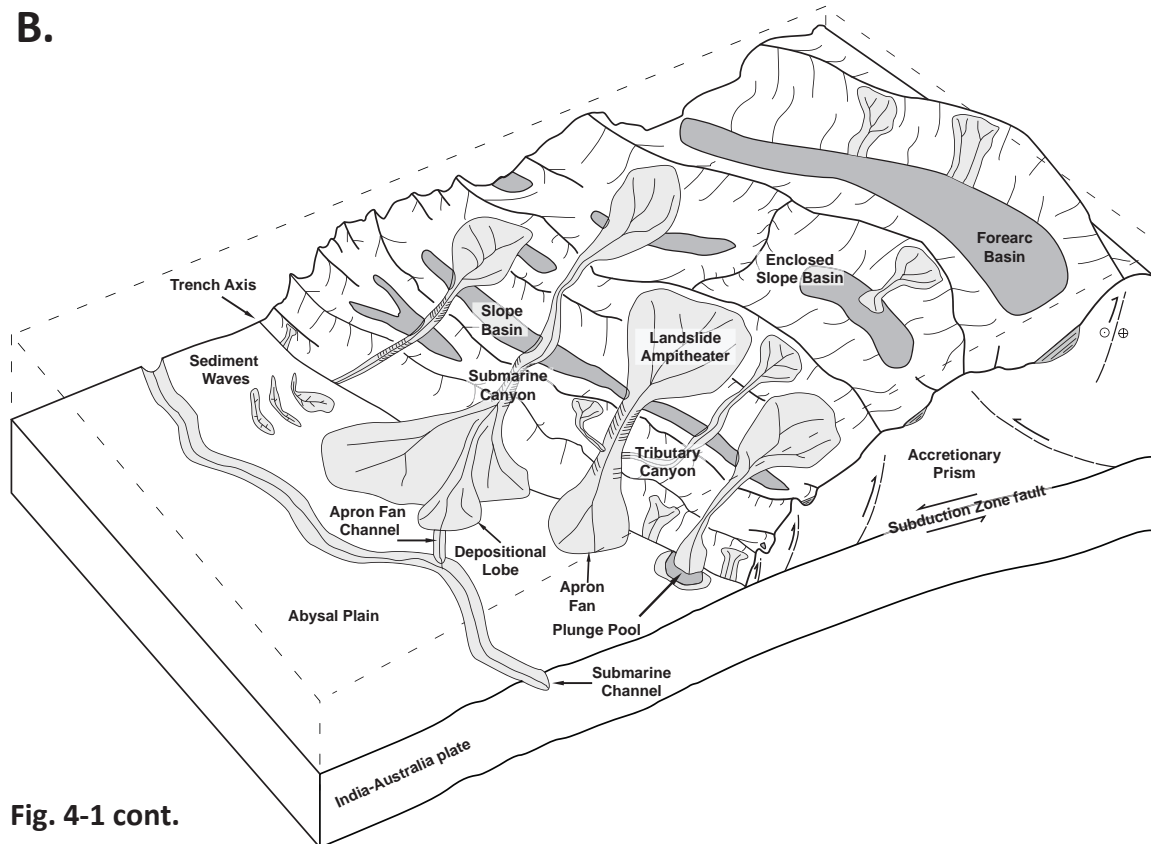 B.
Forearc
Basin
Enclosed
Slope Basin
Trench Axis
Slope
Basin
Landslide
Ampitheater
Sediment
Waves
Submarine
Canyon
Tributary
Canyon
Accretionary
Prism
Subduction Zone fault
Apron Fan
Channel
Depositional
Lobe
Apron
Fan
Abysal Plain
Plunge Pool
Submarine
Channel
India-Australia plate
Fig. 4-1 cont.